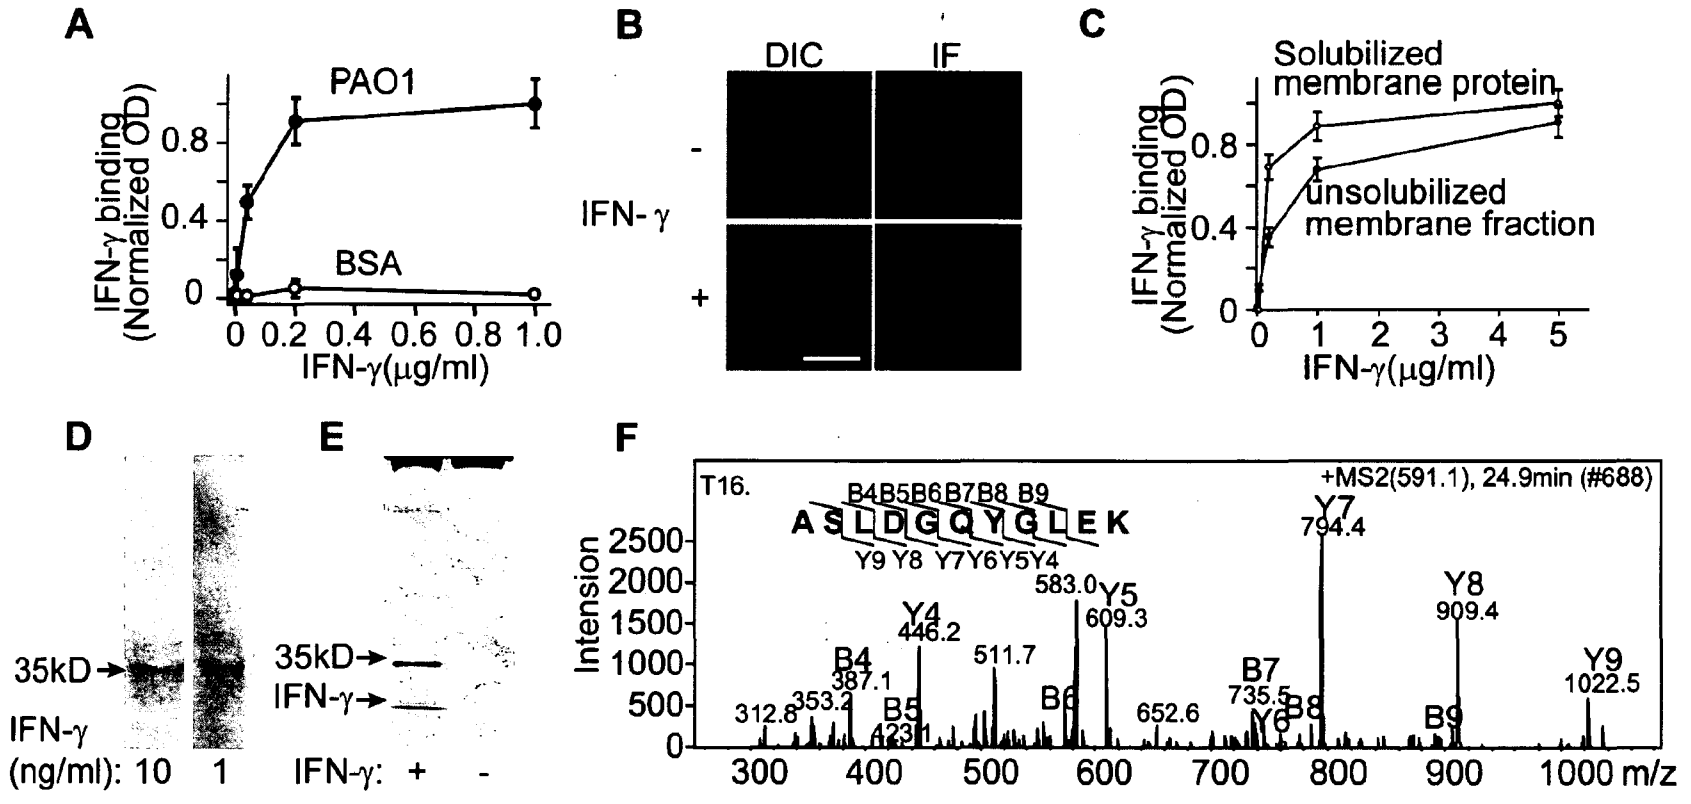 A
PAO1
BSA
IFN-γ binding
(Normalized OD)
0.8
0.4
0
0 0.2 0.4 0.6 0.8 1.0
IFN-γ(μg/ml)
B
DIC IF
-
IFN- γ
+
C
Solubilized
membrane protein
unsolubilized
membrane fraction
IFN-γ binding
(Normalized OD)
0.8
0.4
0
0 1 2 3 4 5
IFN-γ(μg/ml)
D
35kD
IFN-γ
(ng/ml): 10 1
E
35kD
IFN-γ
IFN-γ: + -
F
T16.
+MS2(591.1), 24.9min (#688)
B4 B5 B6 B7 B8 B9
A S L D G Q Y G L E K
Y9 Y8 Y7 Y6 Y5 Y4
Intension
2500
2000
1500
1000
500
0
312.8
353.2
B4
387.1
B5
423.1
Y4
446.2
511.7
B6
583.0
Y5
609.3
652.6
B7
735.5
Y6
B8
Y7
794.4
B9
Y8
909.4
Y9
1022.5
300 400 500 600 700 800 900 1000 m/z